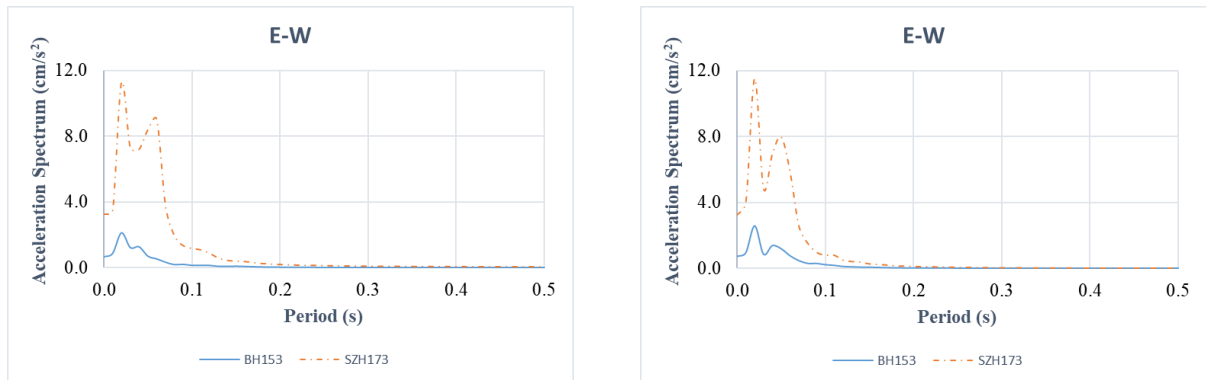 E-W
Acceleration Spectrum (cm/s²)
12.0
8.0
4.0
0.0
0.0 0.1 0.2 0.3 0.4 0.5
Period (s)
BH153 SZH173
E-W
Acceleration Spectrum (cm/s²)
12.0
8.0
4.0
0.0
0.0 0.1 0.2 0.3 0.4 0.5
Period (s)
BH153 SZH173